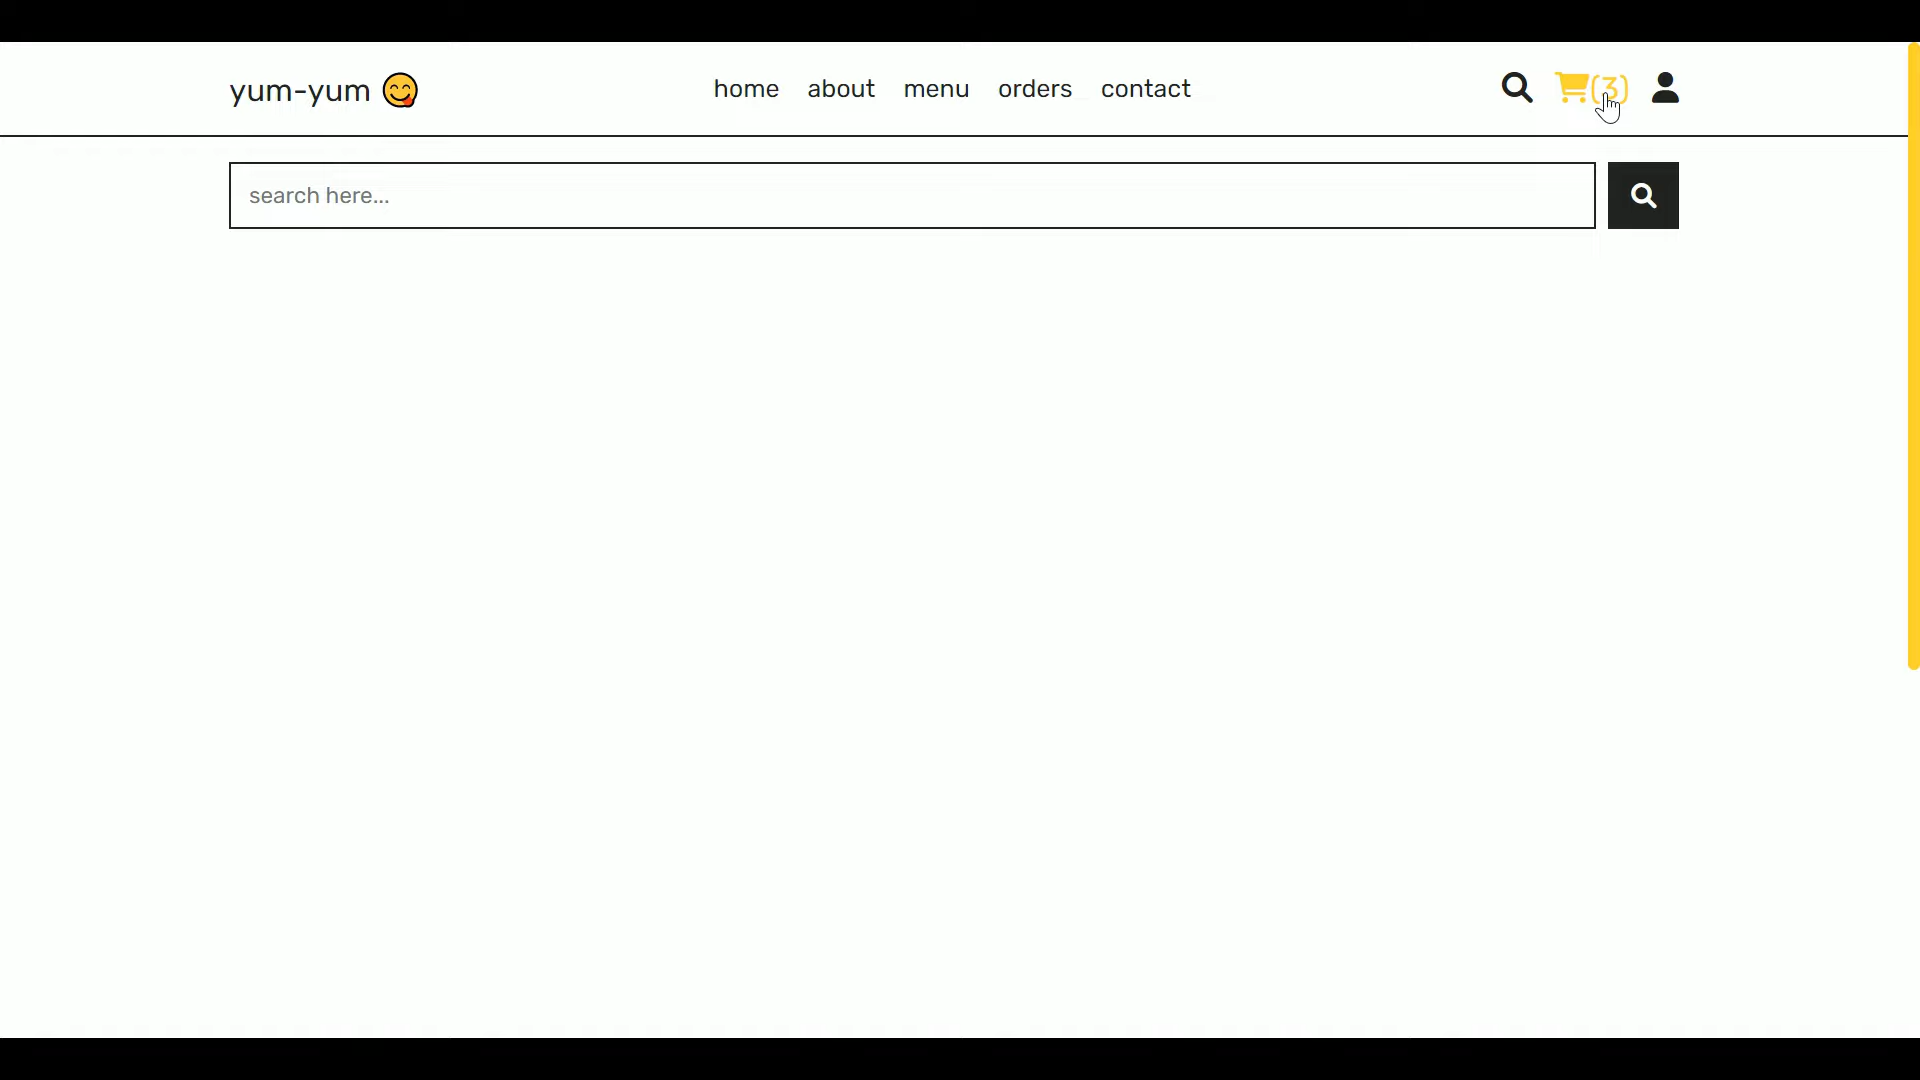 yum-yum 😋 home about menu orders contact (3)
search here...